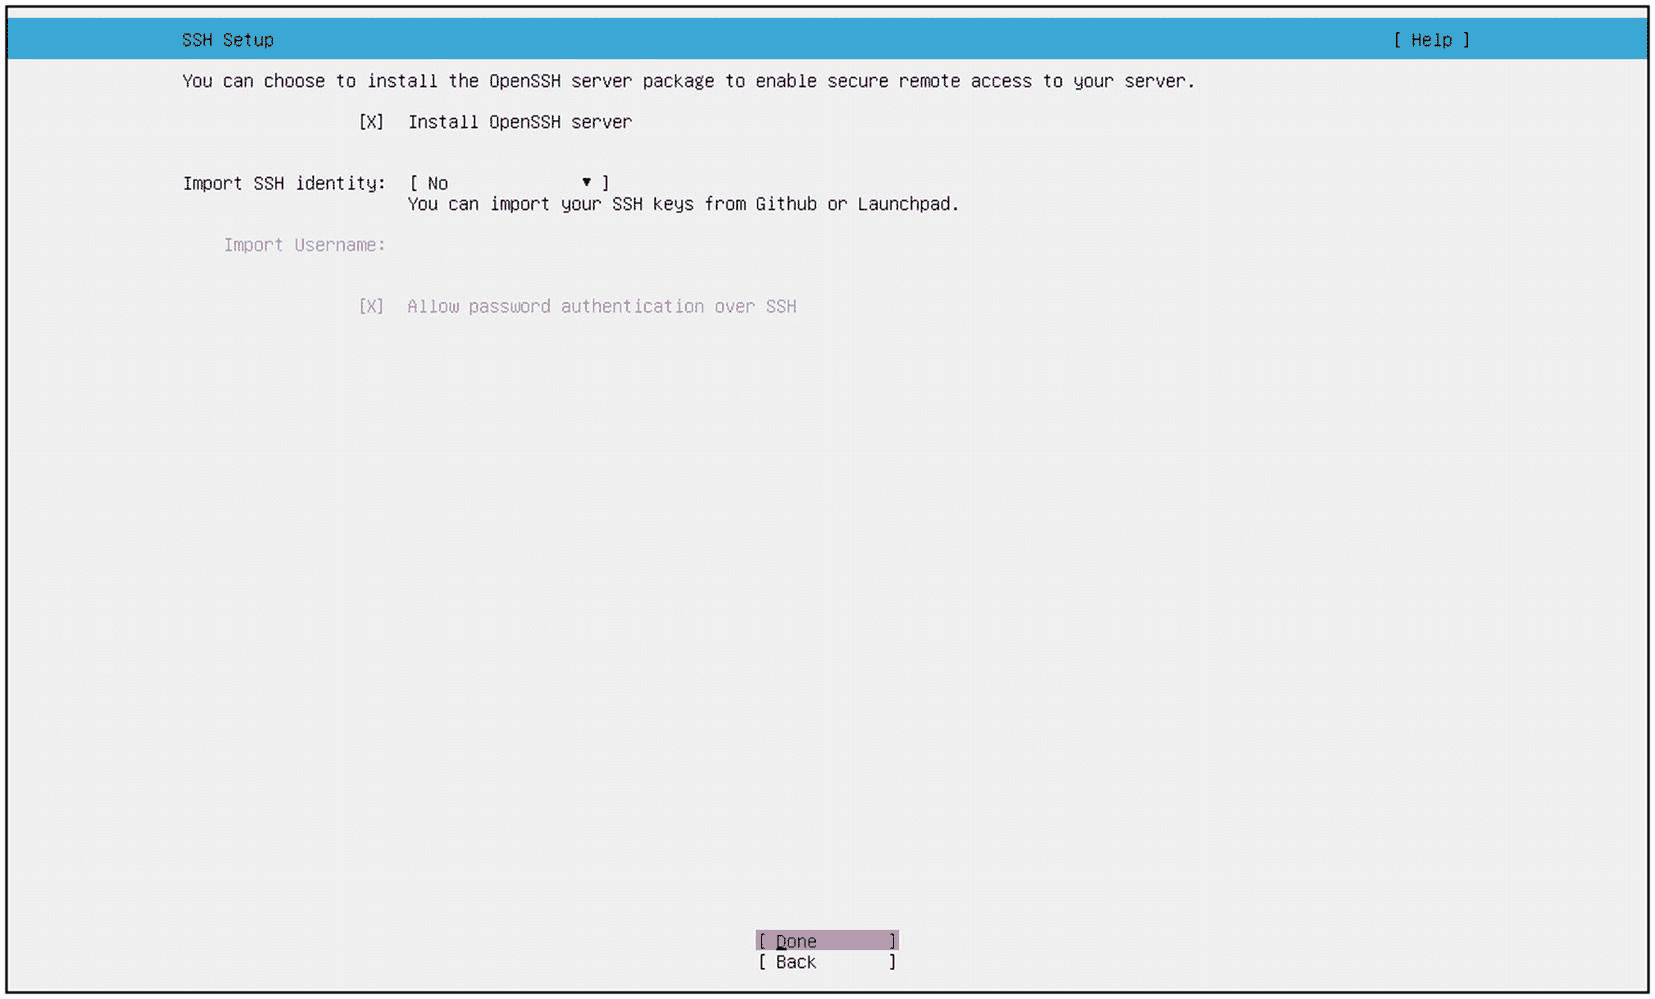 SSH Setup [ Help ]
You can choose to install the OpenSSH server package to enable secure remote access to your server.
[X] Install OpenSSH server
Import SSH identity: [ No ▼ ]
You can import your SSH keys from Github or Launchpad.
Import Username:
[X] Allow password authentication over SSH
[ Done ]
[ Back ]